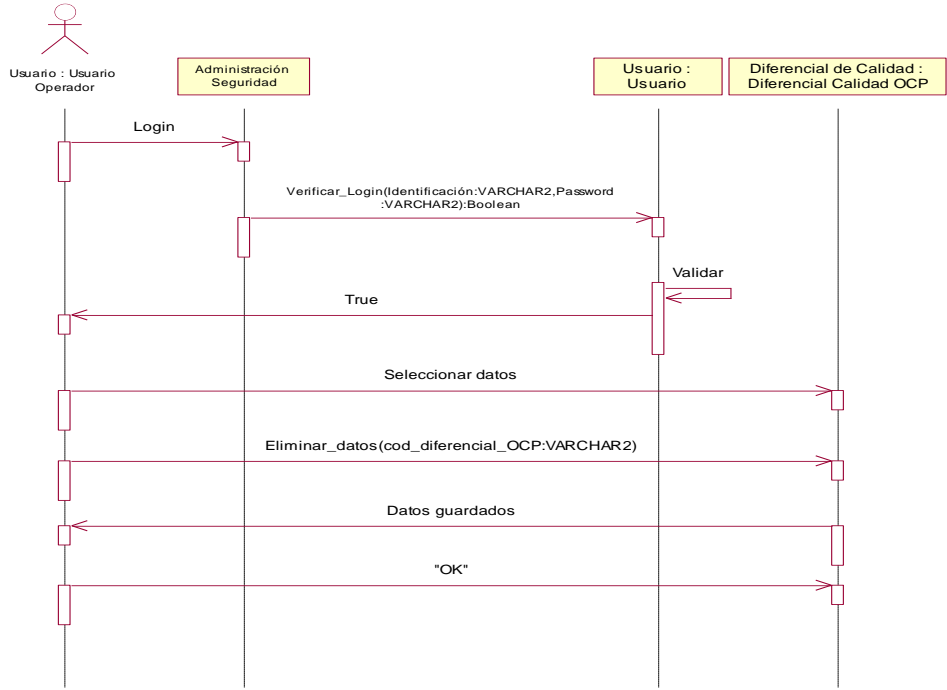 Usuario : Usuario
Operador
Administración
Seguridad
Usuario :
Usuario
Diferencial de Calidad :
Diferencial Calidad OCP
Login
Verificar_Login(Identificación:VARCHAR2,Password
:VARCHAR2):Boolean
Validar
True
Seleccionar datos
Eliminar_datos(cod_diferencial_OCP:VARCHAR2)
Datos guardados
"OK"